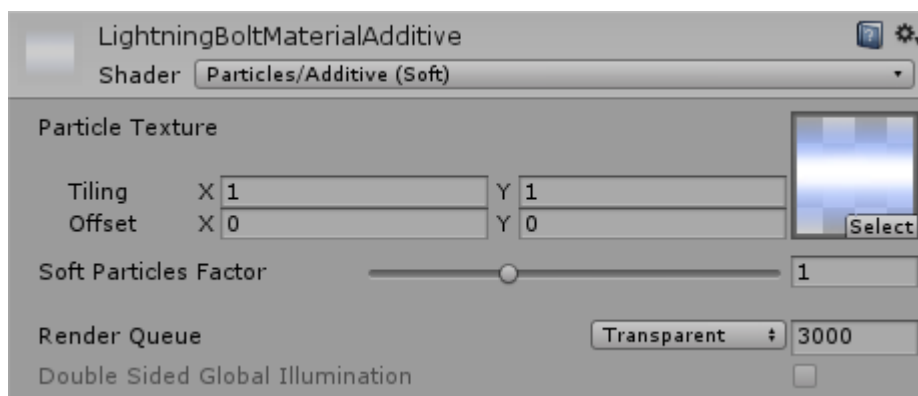 LightningBoltMaterialAdditive
Shader Particles/Additive (Soft)
Particle Texture
Tiling X 1 Y 1
Offset X 0 Y 0
Select
Soft Particles Factor 1
Render Queue Transparent 3000
Double Sided Global Illumination